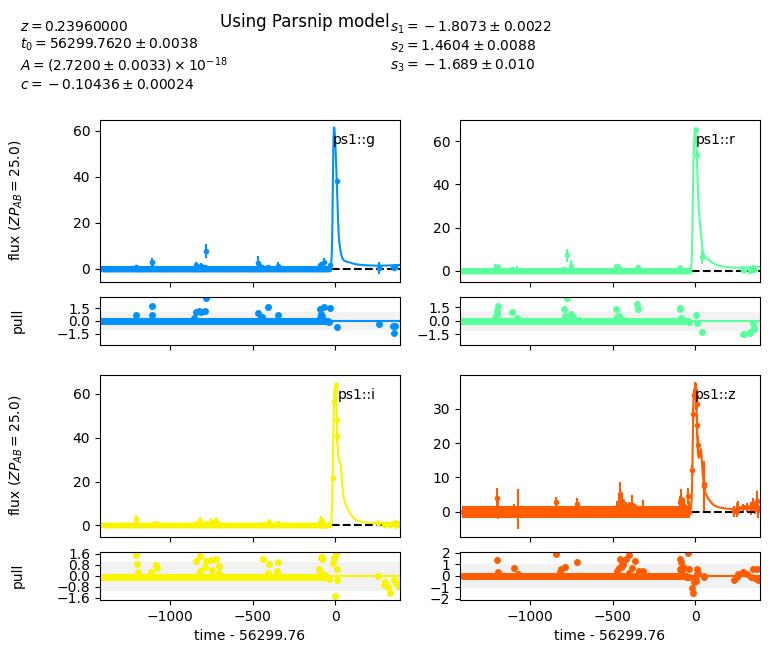 Using Parsnip model
z = 0.23960000
t₀ = 56299.7620 ± 0.0038
A = (2.7200 ± 0.0033) × 10⁻¹⁸
c = −0.10436 ± 0.00024
s₁ = −1.8073 ± 0.0022
s₂ = 1.4604 ± 0.0088
s₃ = −1.689 ± 0.010
flux (ZP_AB = 25.0)
60
40
20
0
ps1::g
60
40
20
0
ps1::r
pull
1.5
0.0
−1.5
1.5
0.0
−1.5
flux (ZP_AB = 25.0)
60
40
20
0
ps1::i
30
20
10
0
ps1::z
pull
1.6
0.8
0.0
−0.8
−1.6
2
1
0
−1
−2
−1000 −500 0
time - 56299.76
−1000 −500 0
time - 56299.76